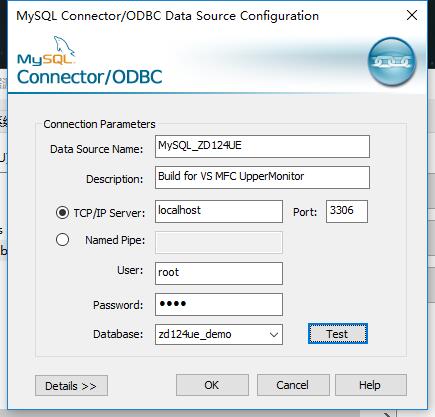 MySQL Connector/ODBC Data Source Configuration
MySQL
Connector/ODBC
Connection Parameters
Data Source Name: MySQL_ZD124UE
Description: Build for VS MFC UpperMonitor
TCP/IP Server: localhost Port: 3306
Named Pipe:
User: root
Password: ●●●●
Database: zd124ue_demo Test
Details >> OK Cancel Help